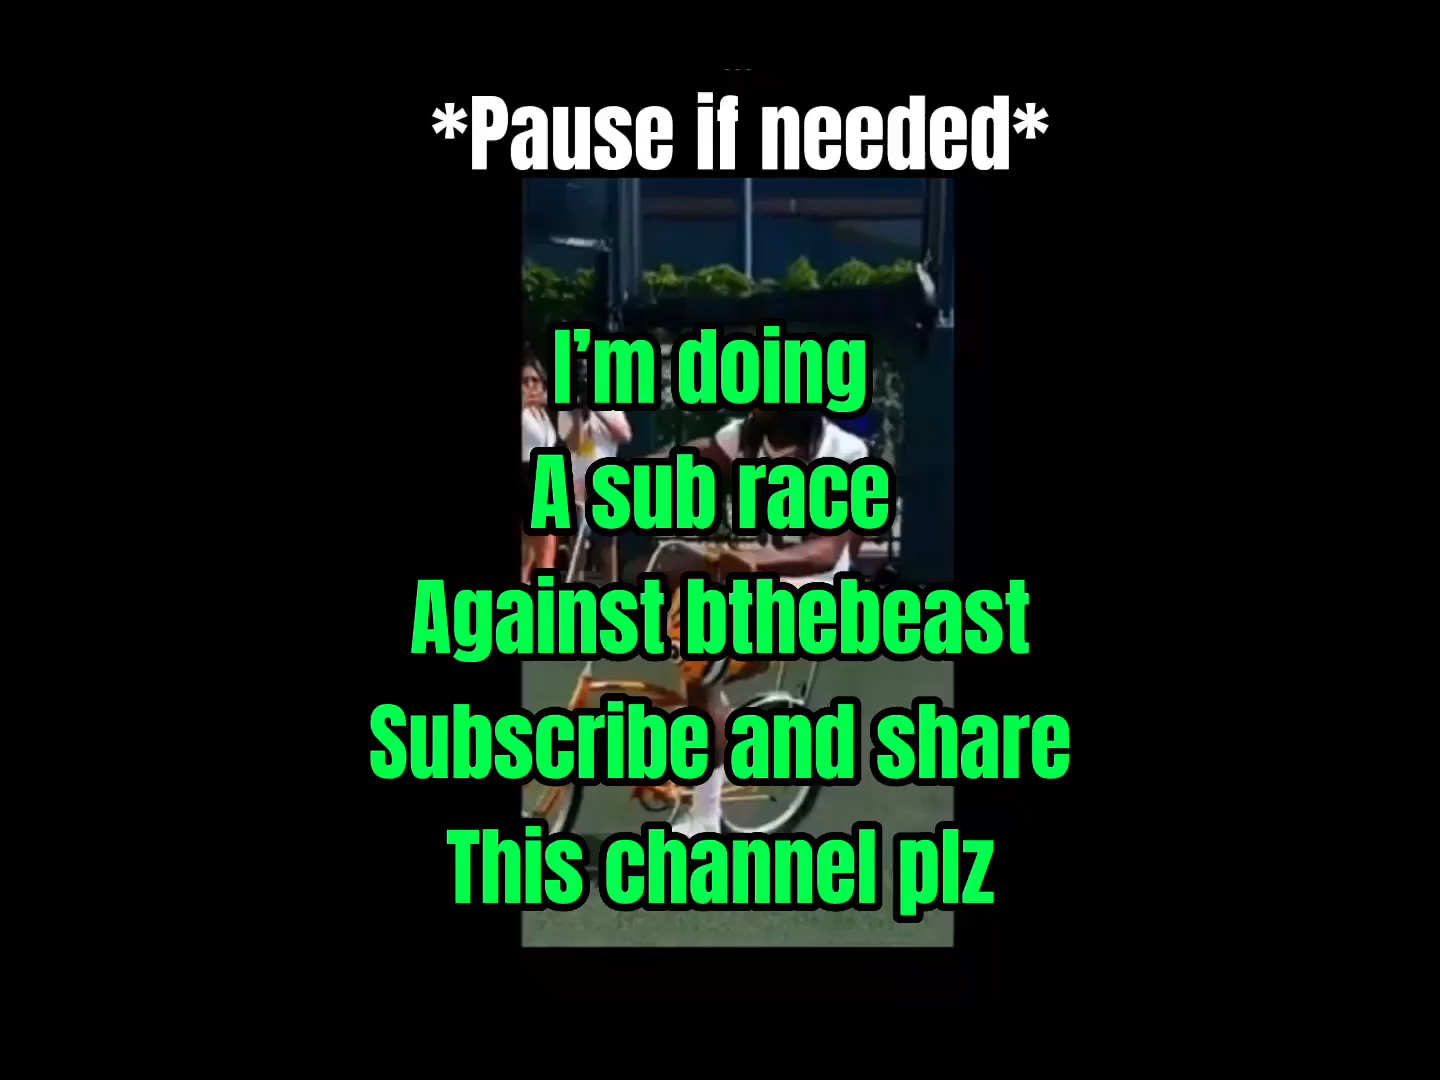 *Pause if needed*
I'm doing
A sub race
Against bthebeast
Subscribe and share
This channel plz